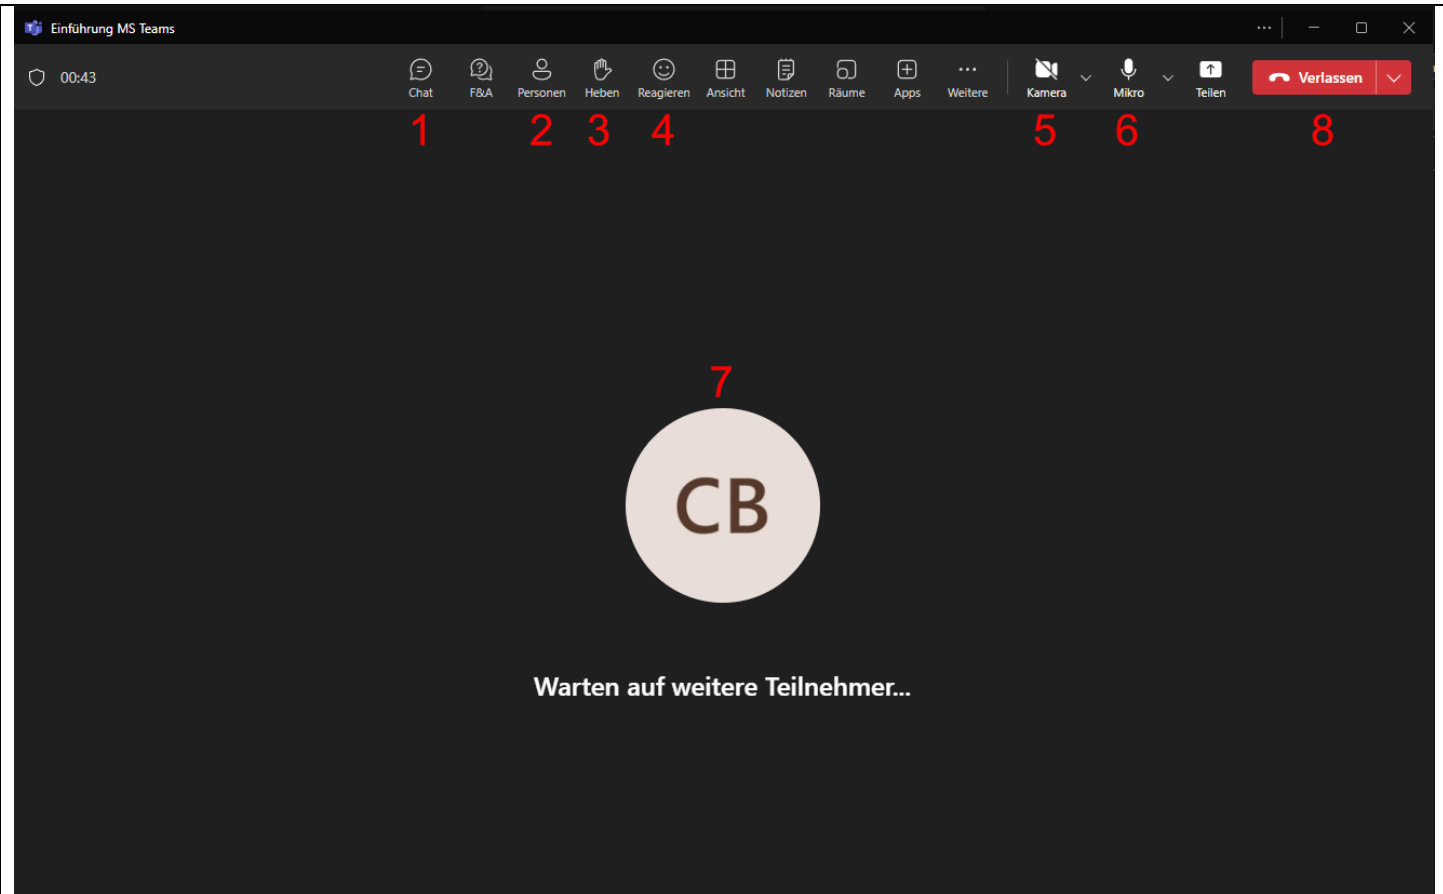 Einführung MS Teams
00:43
Chat F&A Personen Heben Reagieren Ansicht Notizen Räume Apps Weitere Kamera Mikro Teilen Verlassen
1 2 3 4 5 6 8
7
CB
Warten auf weitere Teilnehmer...